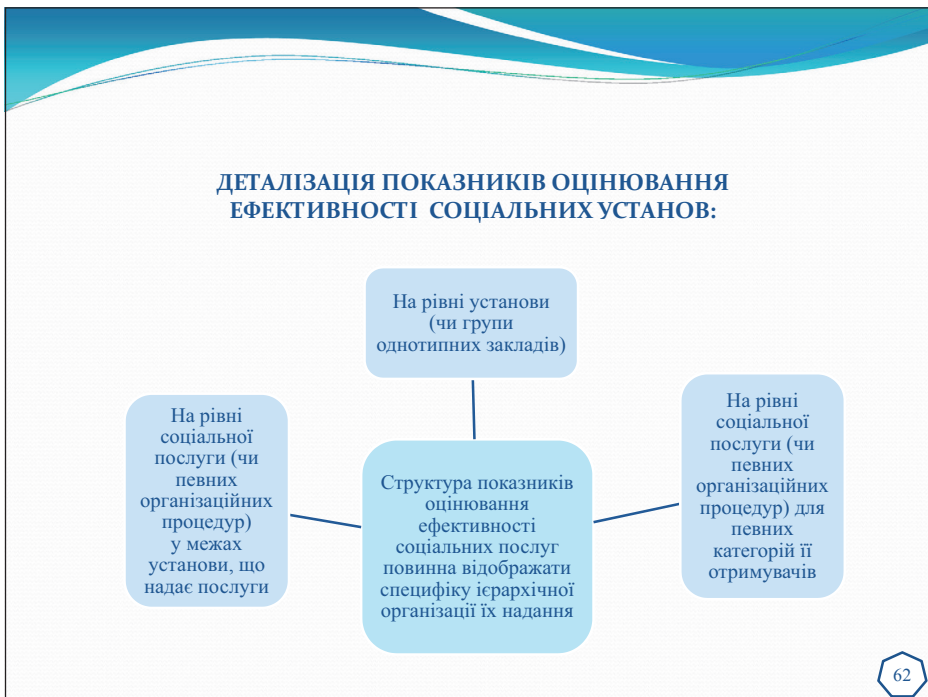 ДЕТАЛІЗАЦІЯ ПОКАЗНИКІВ ОЦІНЮВАННЯ
ЕФЕКТИВНОСТІ СОЦІАЛЬНИХ УСТАНОВ:
На рівні установи
(чи групи
однотипних закладів)
На рівні
соціальної
послуги (чи
певних
організаційних
процедур)
у межах
установи, що
надає послуги
Структура показників
оцінювання
ефективності
соціальних послуг
повинна відображати
специфіку ієрархічної
організації їх надання
На рівні
соціальної
послуги (чи
певних
організаційних
процедур) для
певних
категорій її
отримувачів
62